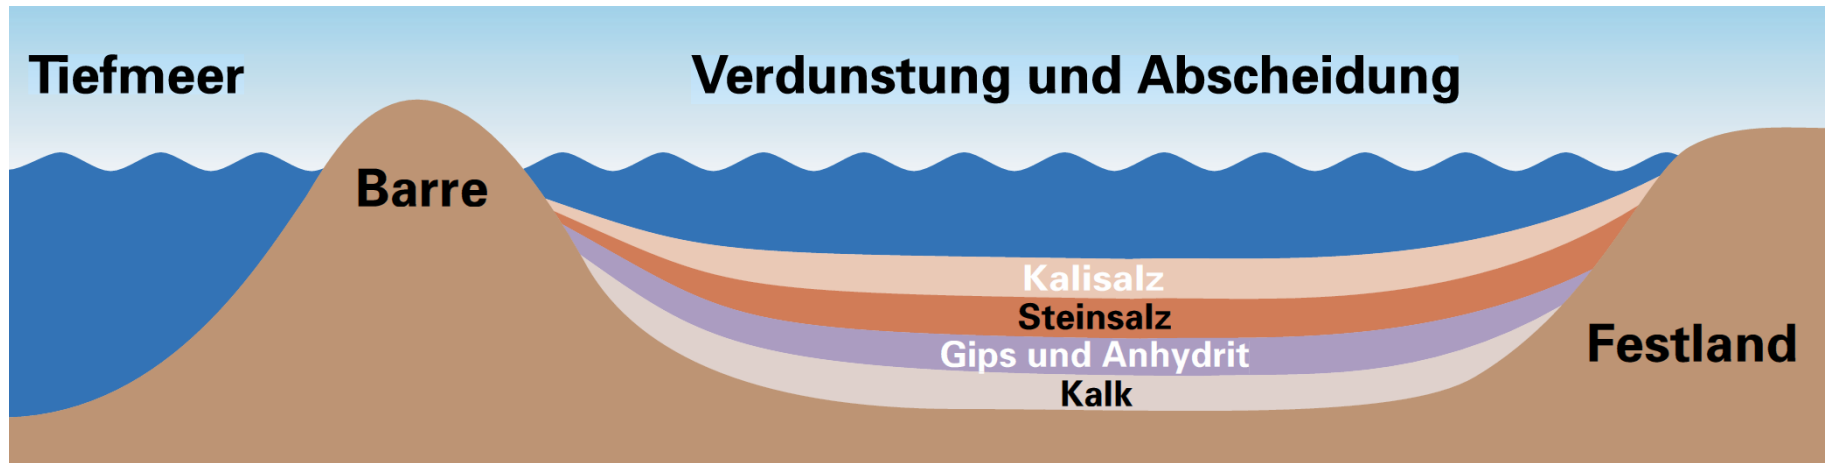 Tiefmeer
Verdunstung und Abscheidung
Barre
Kalisalz
Steinsalz
Gips und Anhydrit
Kalk
Festland